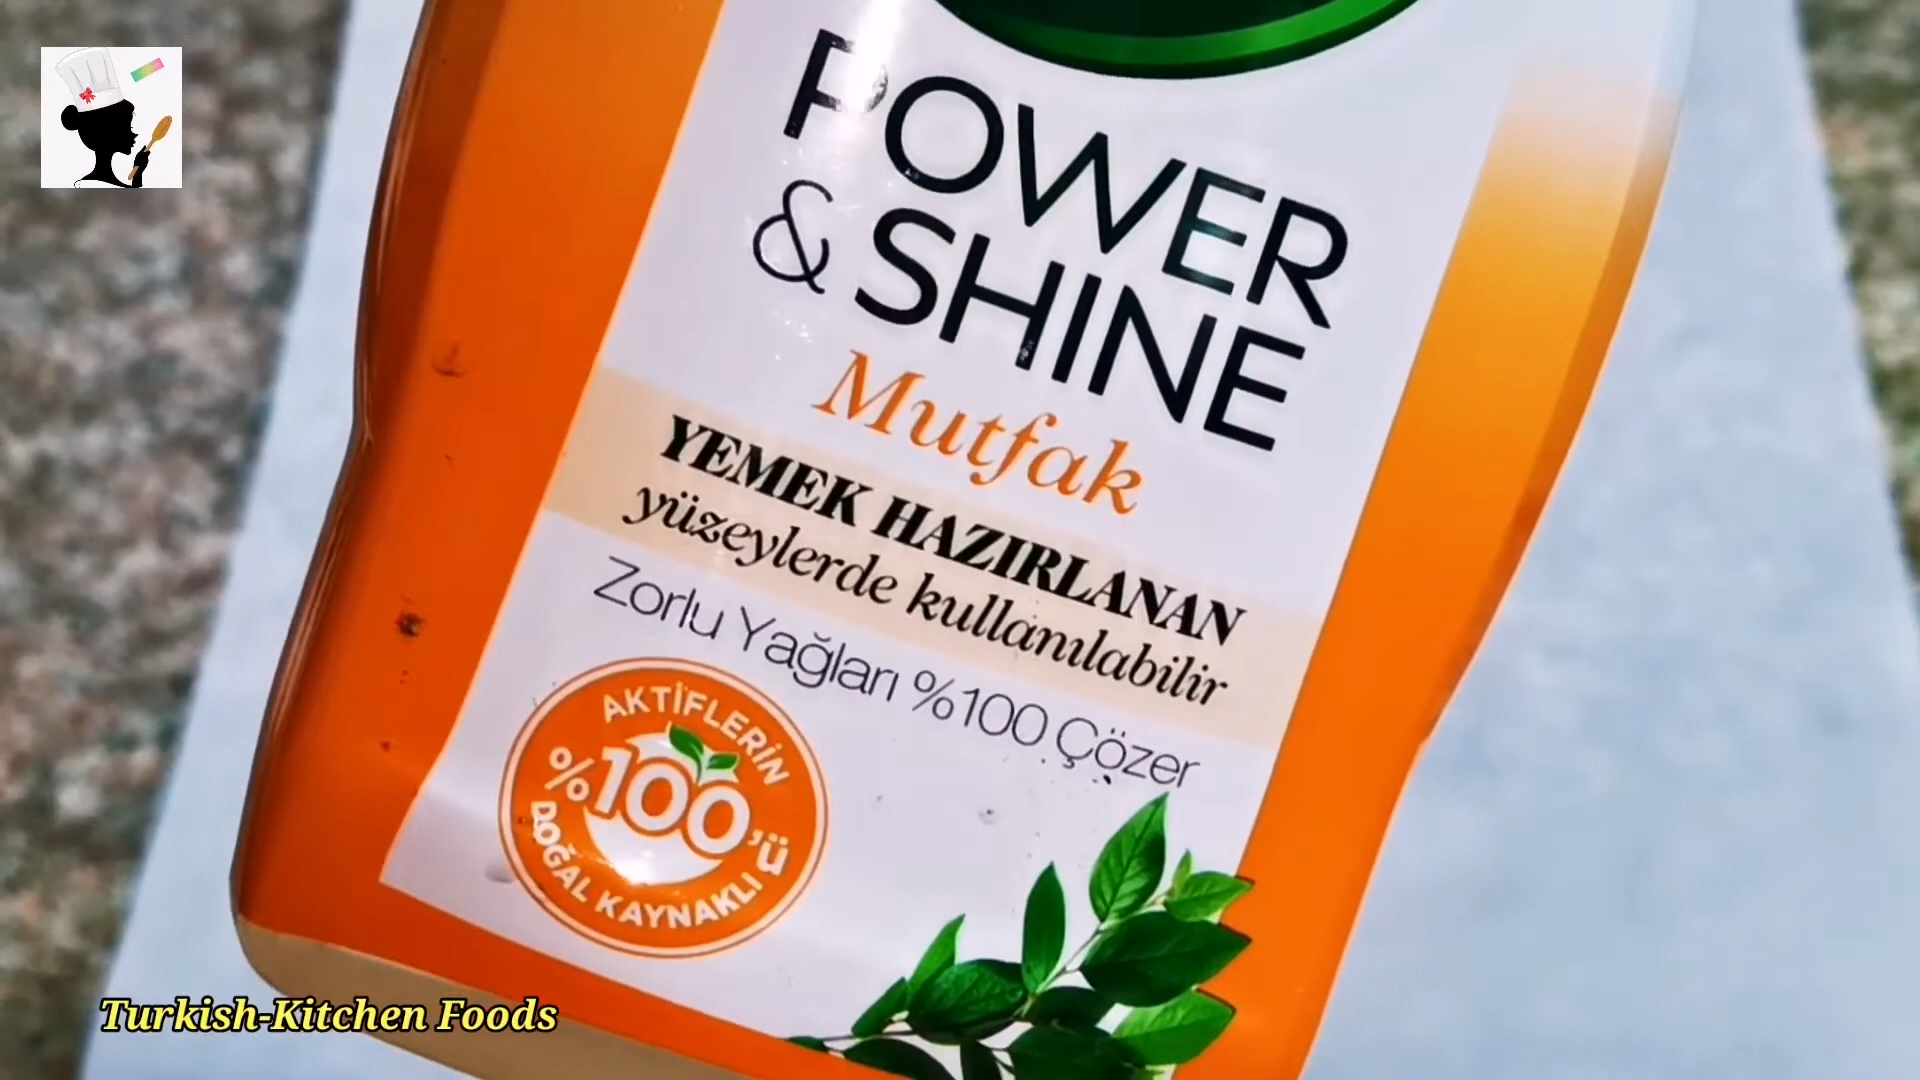 POWER
& SHINE
Mutfak
YEMEK HAZIRLANAN
yüzeylerde kullanılabilir
Zorlu Yağları %100 Çözer
AKTİFLERİN
%100'ü
DOĞAL KAYNAKLI
Turkish-Kitchen Foods